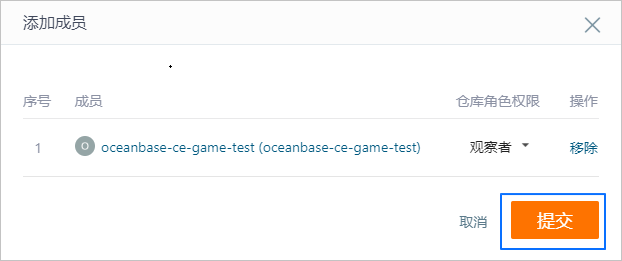 添加成员
序号 成员 仓库角色权限 操作
1 O oceanbase-ce-game-test (oceanbase-ce-game-test) 观察者 移除
取消 提交